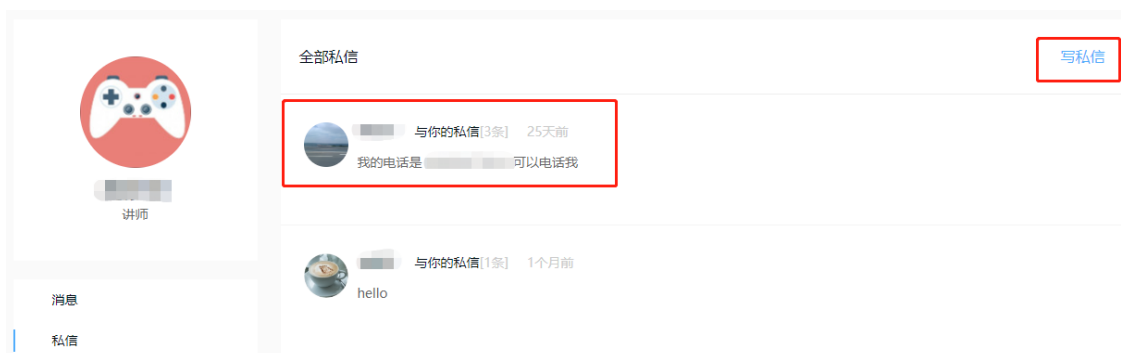 讲师
消息
私信
全部私信
写私信
与你的私信[3条] 25天前
我的电话是
可以电话我
与你的私信[1条] 1个月前
hello